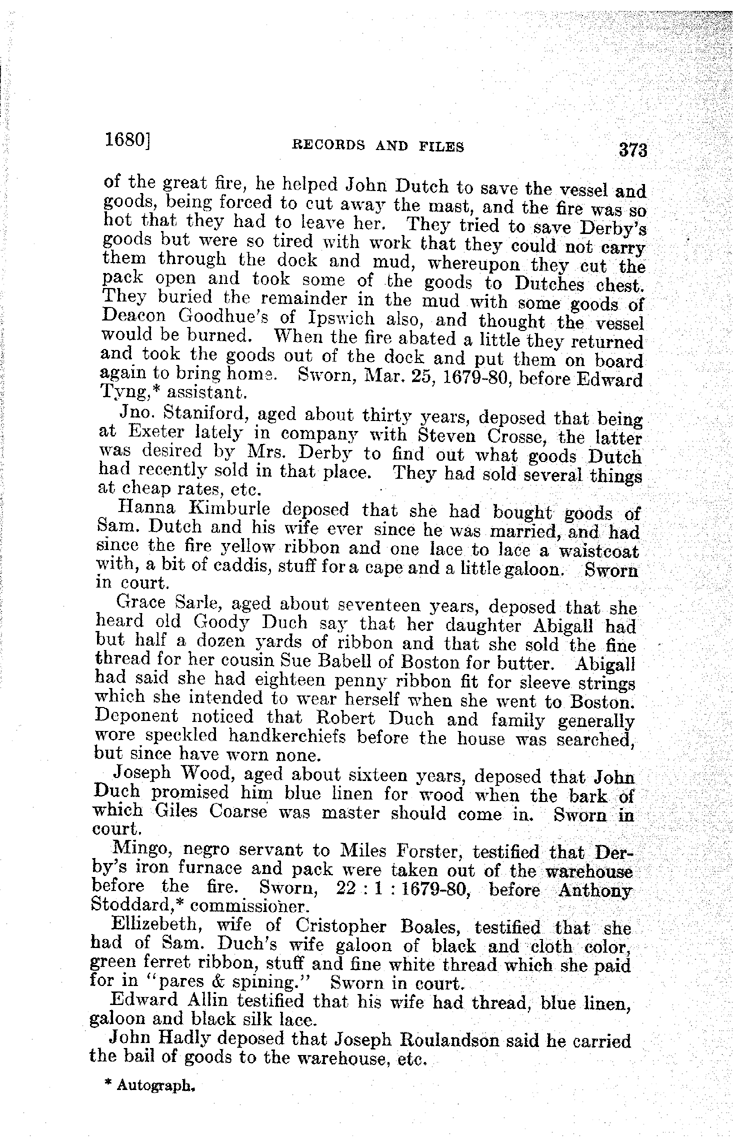 1680] RECORDS AND FILES 373
of the great fire, he helped John Dutch to save the vessel and
goods, being forced to cut away the mast, and the fire was so
hot that they had to leave her. They tried to save Derby's
goods but were so tired with work that they could not carry
them through the dock and mud, whereupon they cut the
pack open and took some of the goods to Dutches chest.
They buried the remainder in the mud with some goods of
Deacon Goodhue's of Ipswich also, and thought the vessel
would be burned. When the fire abated a little they returned
and took the goods out of the dock and put them on board
again to bring home. Sworn, Mar. 25, 1679-80, before Edward
Tyng,* assistant.
Jno. Staniford, aged about thirty years, deposed that being
at Exeter lately in company with Steven Crosse, the latter
was desired by Mrs. Derby to find out what goods Dutch
had recently sold in that place. They had sold several things
at cheap rates, etc.
Hanna Kimburle deposed that she had bought goods of
Sam. Dutch and his wife ever since he was married, and had
since the fire yellow ribbon and one lace to lace a waistcoat
with, a bit of caddis, stuff for a cape and a little galoon. Sworn
in court.
Grace Sarle, aged about seventeen years, deposed that she
heard old Goody Duch say that her daughter Abigall had
but half a dozen yards of ribbon and that she sold the fine
thread for her cousin Sue Babell of Boston for butter. Abigall
had said she had eighteen penny ribbon fit for sleeve strings
which she intended to wear herself when she went to Boston.
Deponent noticed that Robert Duch and family generally
wore speckled handkerchiefs before the house was searched,
but since have worn none.
Joseph Wood, aged about sixteen years, deposed that John
Duch promised him blue linen for wood when the bark of
which Giles Coarse was master should come in. Sworn in
court.
Mingo, negro servant to Miles Forster, testified that Der-
by's iron furnace and pack were taken out of the warehouse
before the fire. Sworn, 22 : 1 : 1679-80, before Anthony
Stoddard,* commissioner.
Ellizebeth, wife of Cristopher Boales, testified that she
had of Sam. Duch's wife galoon of black and cloth color,
green ferret ribbon, stuff and fine white thread which she paid
for in "pares & spining." Sworn in court.
Edward Allin testified that his wife had thread, blue linen,
galoon and black silk lace.
John Hadly deposed that Joseph Roulandson said he carried
the bail of goods to the warehouse, etc.
* Autograph.